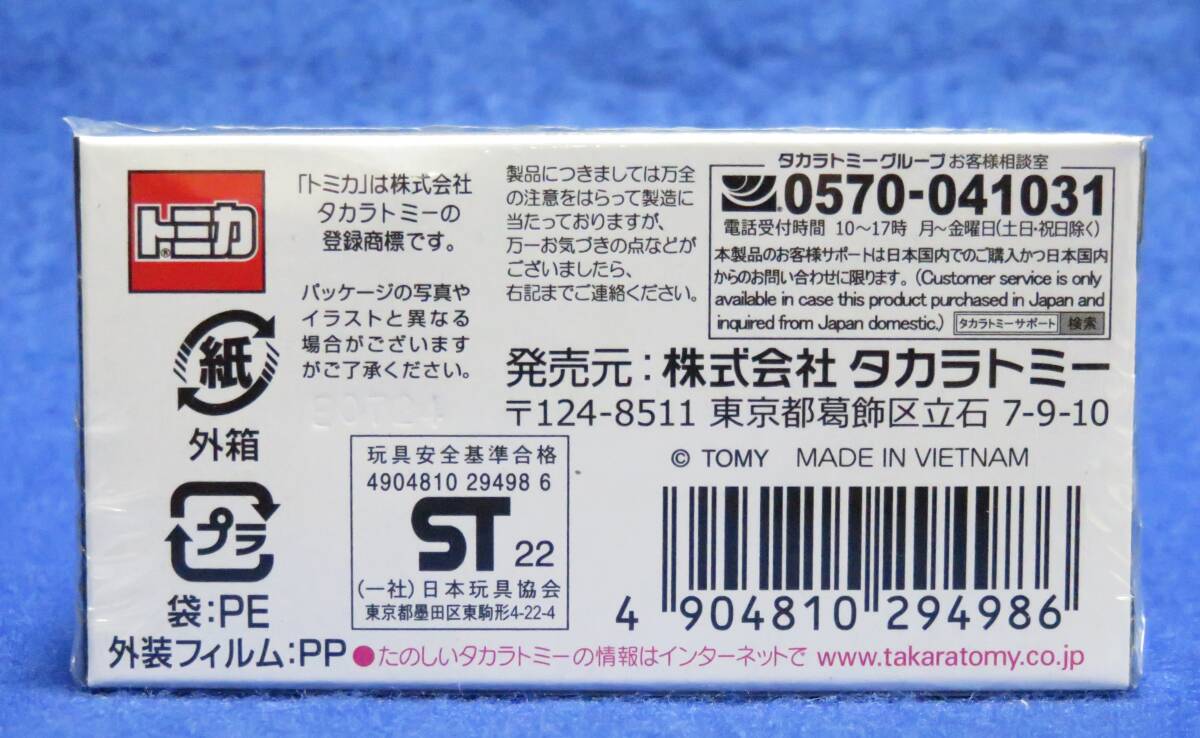 トミカ®
「トミカ」は株式会社
タカラトミーの
登録商標です。
パッケージの写真や
イラストと異なる
場合がございます
がご了承ください。
製品につきましては万全
の注意をはらって製造に
当たっておりますが、
万一お気づきの点などが
ございましたら、
右記までご連絡ください。
タカラトミーグループ お客様相談室
0570-041031
電話受付時間 10〜17時 月〜金曜日(土日・祝日除く)
本製品のお客様サポートは日本国内でのご購入かつ日本国内
からのお問い合わせに限ります。(Customer service is only
available in case this product purchased in Japan and
inquired from Japan domestic.) タカラトミーサポート 検索
発売元:株式会社 タカラトミー
〒124-8511 東京都葛飾区立石 7-9-10
© TOMY MADE IN VIETNAM
紙
外箱
プラ
袋:PE
外装フィルム:PP
玩具安全基準合格
4904810 29498 6
ST 22
(一社)日本玩具協会
東京都墨田区東駒形4-22-4
4 904810 294986
●たのしいタカラトミーの情報はインターネットで www.takaratomy.co.jp